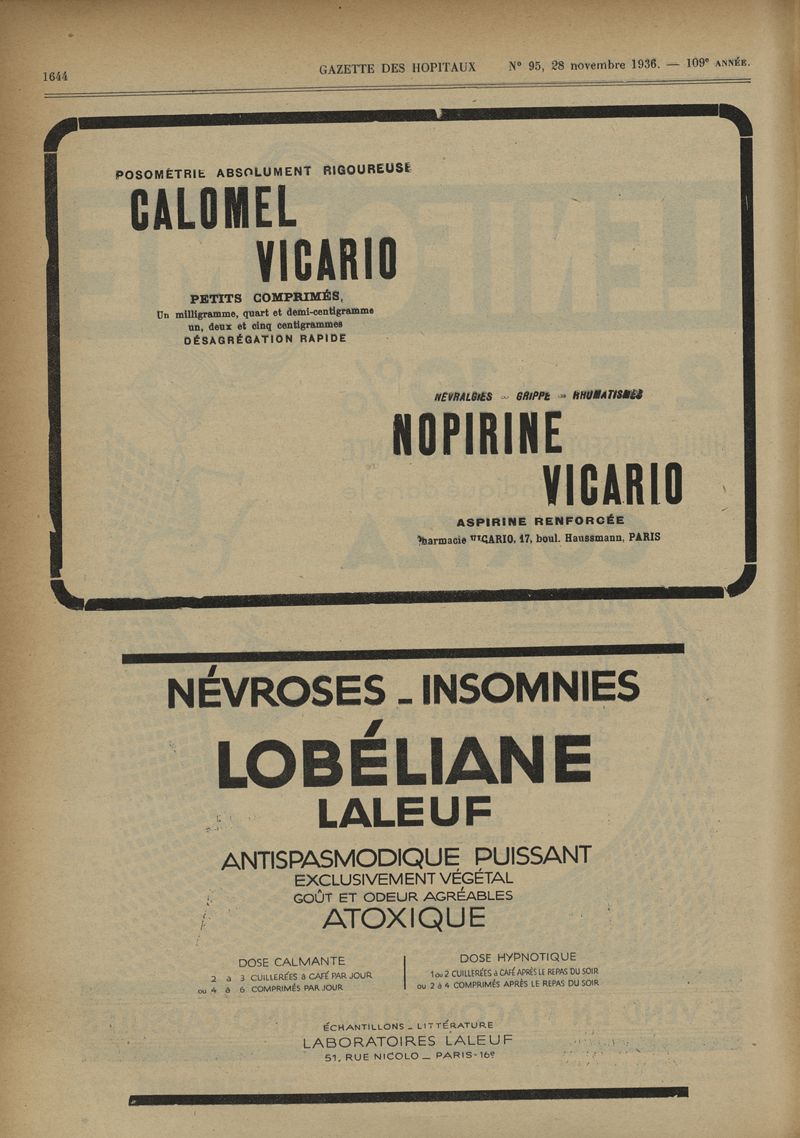 1644
GAZETTE DES HOPITAUX N° 95, 28 novembre 1936. — 109e ANNÉE.
POSOMÉTRIE ABSOLUMENT RIGOUREUSE
CALOMEL
VICARIO
PETITS COMPRIMÉS,
Un milligramme, quart et demi-centigramme
un, deux et cinq centigrammes
DÉSAGRÉGATION RAPIDE
NÉVRALGIES - GRIPPE - RHUMATISMES
NOPIRINE
VICARIO
ASPIRINE RENFORCÉE
Pharmacie VICARIO, 17, boul. Haussmann, PARIS
NÉVROSES - INSOMNIES
LOBÉLIANE
LALEUF
ANTISPASMODIQUE PUISSANT
EXCLUSIVEMENT VÉGÉTAL
GOÛT ET ODEUR AGRÉABLES
ATOXIQUE
DOSE CALMANTE
2 à 3 CUILLERÉES à CAFÉ PAR JOUR
ou 4 à 6 COMPRIMÉS PAR JOUR
DOSE HYPNOTIQUE
1 ou 2 CUILLERÉES à CAFÉ APRÈS LE REPAS DU SOIR
ou 2 à 4 COMPRIMÉS APRÈS LE REPAS DU SOIR
ÉCHANTILLONS - LITTÉRATURE
LABORATOIRES LALEUF
51, RUE NICOLO - PARIS-16e